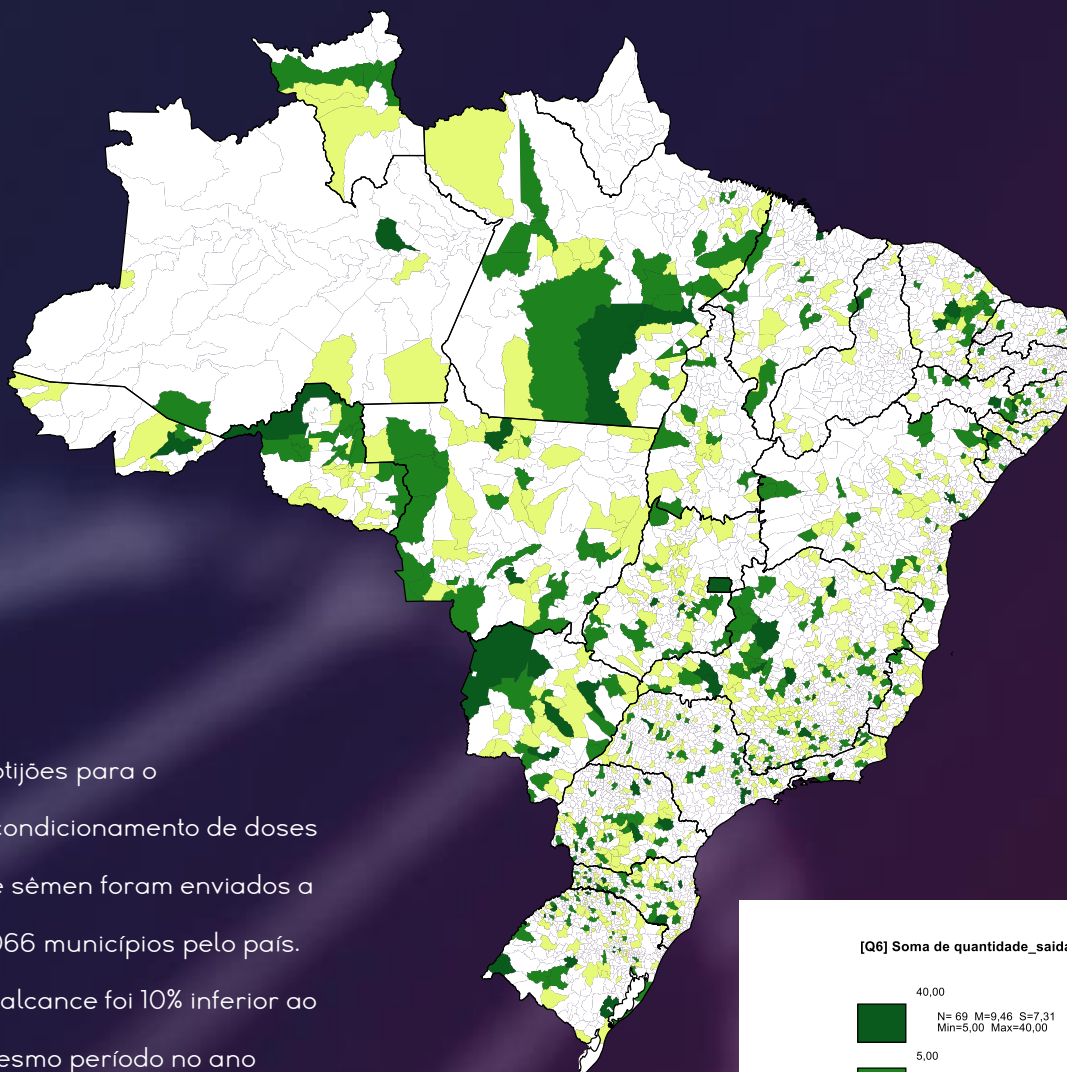 otijões para o
condicionamento de doses
e sêmen foram enviados a
066 municípios pelo país.
alcance foi 10% inferior ao
esmo período no ano
[Q6] Soma de quantidade_saida
40,00
N= 69 M=9,46 S=7,31
Min=5,00 Max=40,00
5,00